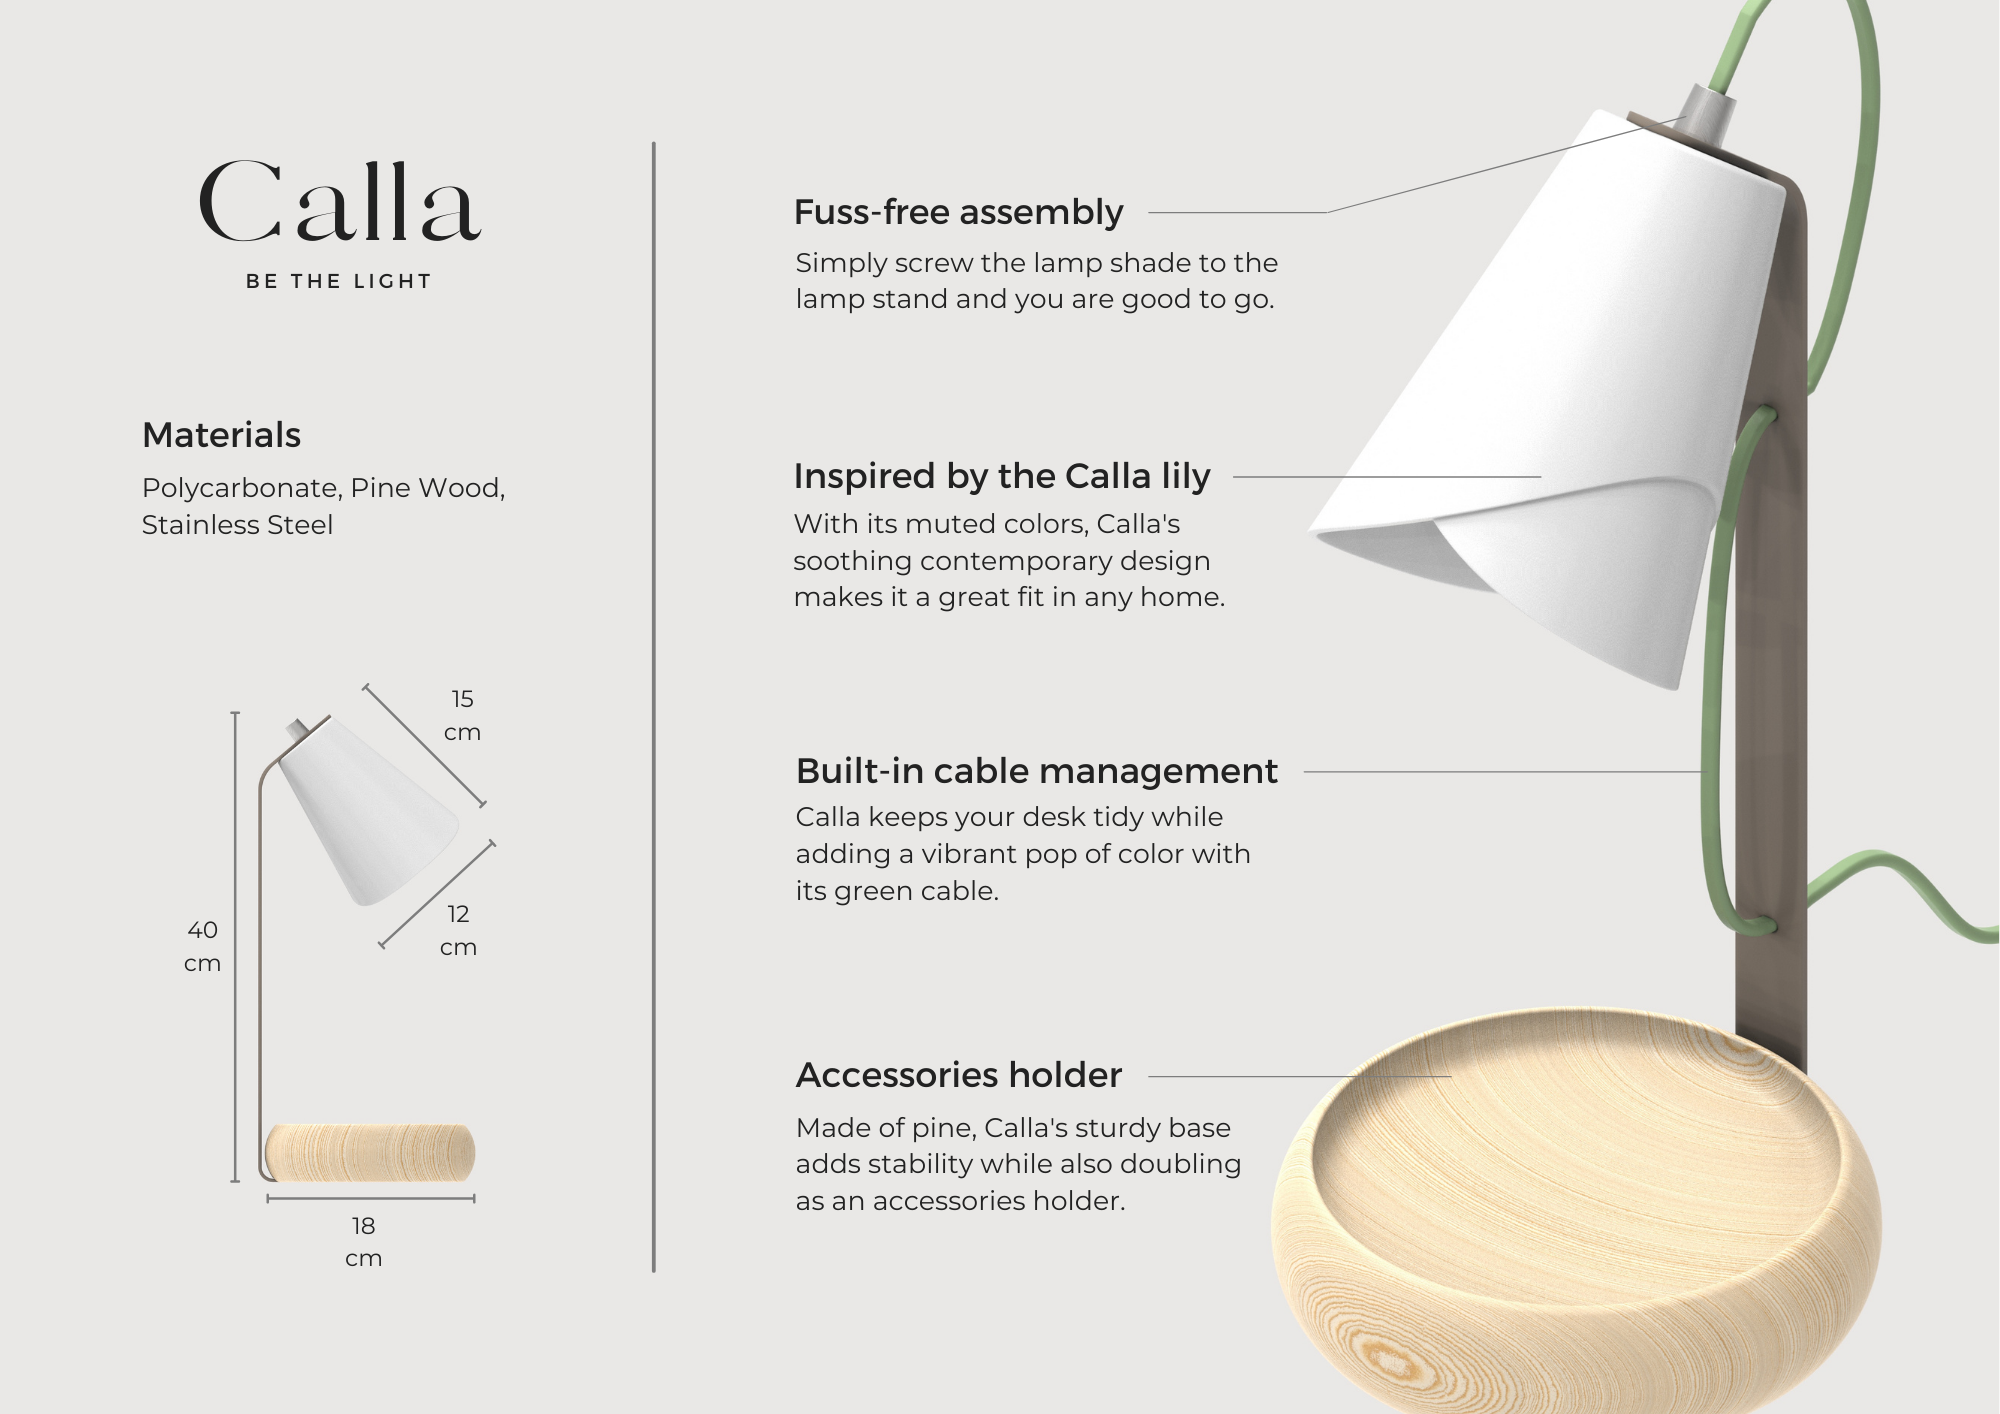 Calla
BE THE LIGHT
Materials
Polycarbonate, Pine Wood,
Stainless Steel
15
cm
12
cm
40
cm
18
cm
Fuss-free assembly
Simply screw the lamp shade to the
lamp stand and you are good to go.
Inspired by the Calla lily
With its muted colors, Calla's
soothing contemporary design
makes it a great fit in any home.
Built-in cable management
Calla keeps your desk tidy while
adding a vibrant pop of color with
its green cable.
Accessories holder
Made of pine, Calla's sturdy base
adds stability while also doubling
as an accessories holder.